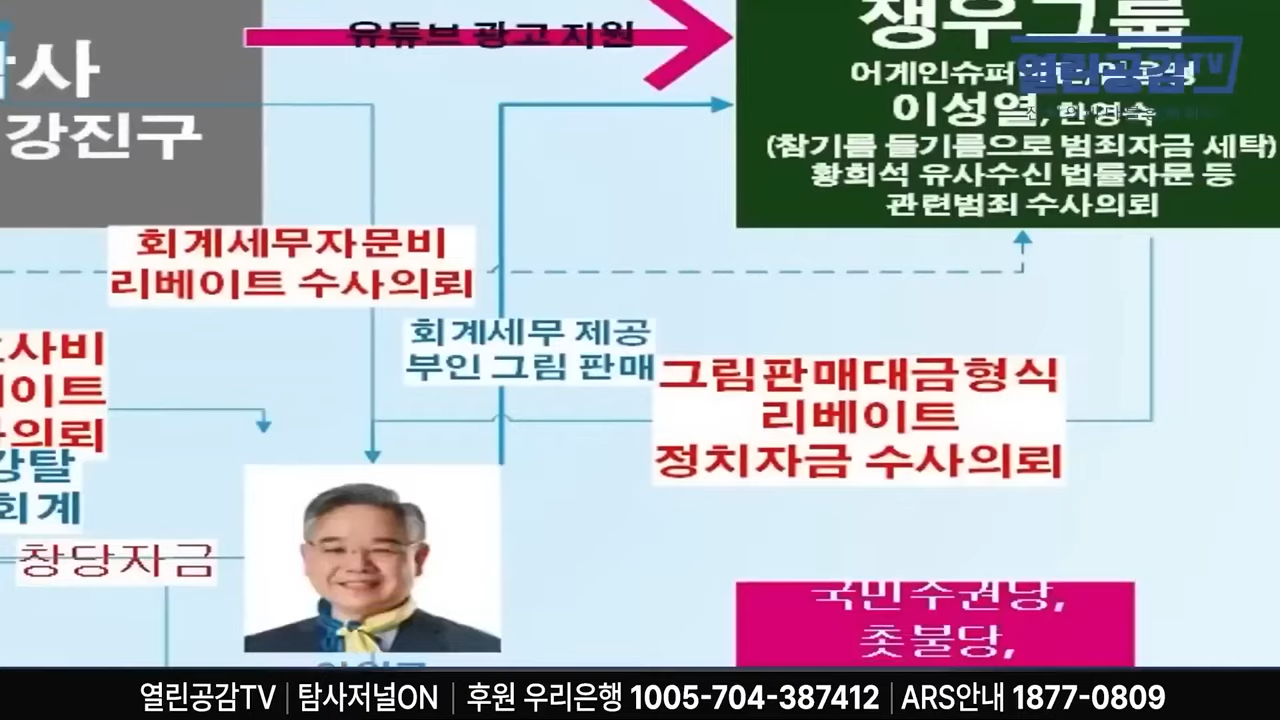 유튜브 광고 지원
쟁우그룹
열린공감TV
어게인슈퍼
사
이성열, 한영숙
강진구
(참기름 들기름으로 범죄자금 세탁)
황희석 유사수신 법률자문 등
관련범죄 수사의뢰
회계세무자문비
리베이트 수사의뢰
회계세무 제공
부인 그림 판매
사비
이트
의뢰
그림판매대금형식
리베이트
정치자금 수사의뢰
강탈
회계
창당자금
국민주권당,
촛불당,
열린공감TV | 탐사저널ON | 후원 우리은행 1005-704-387412 | ARS안내 1877-0809